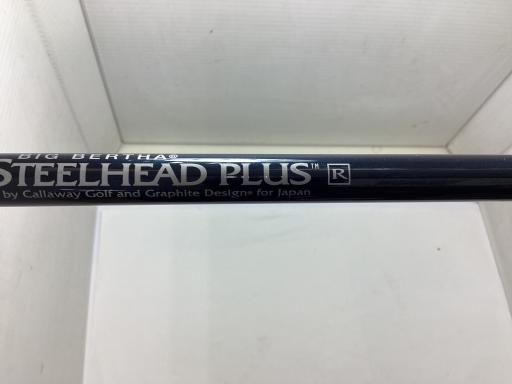 BIG BERTHA®
STEELHEAD PLUS™ R
by Callaway Golf and Graphite Design® for Japan